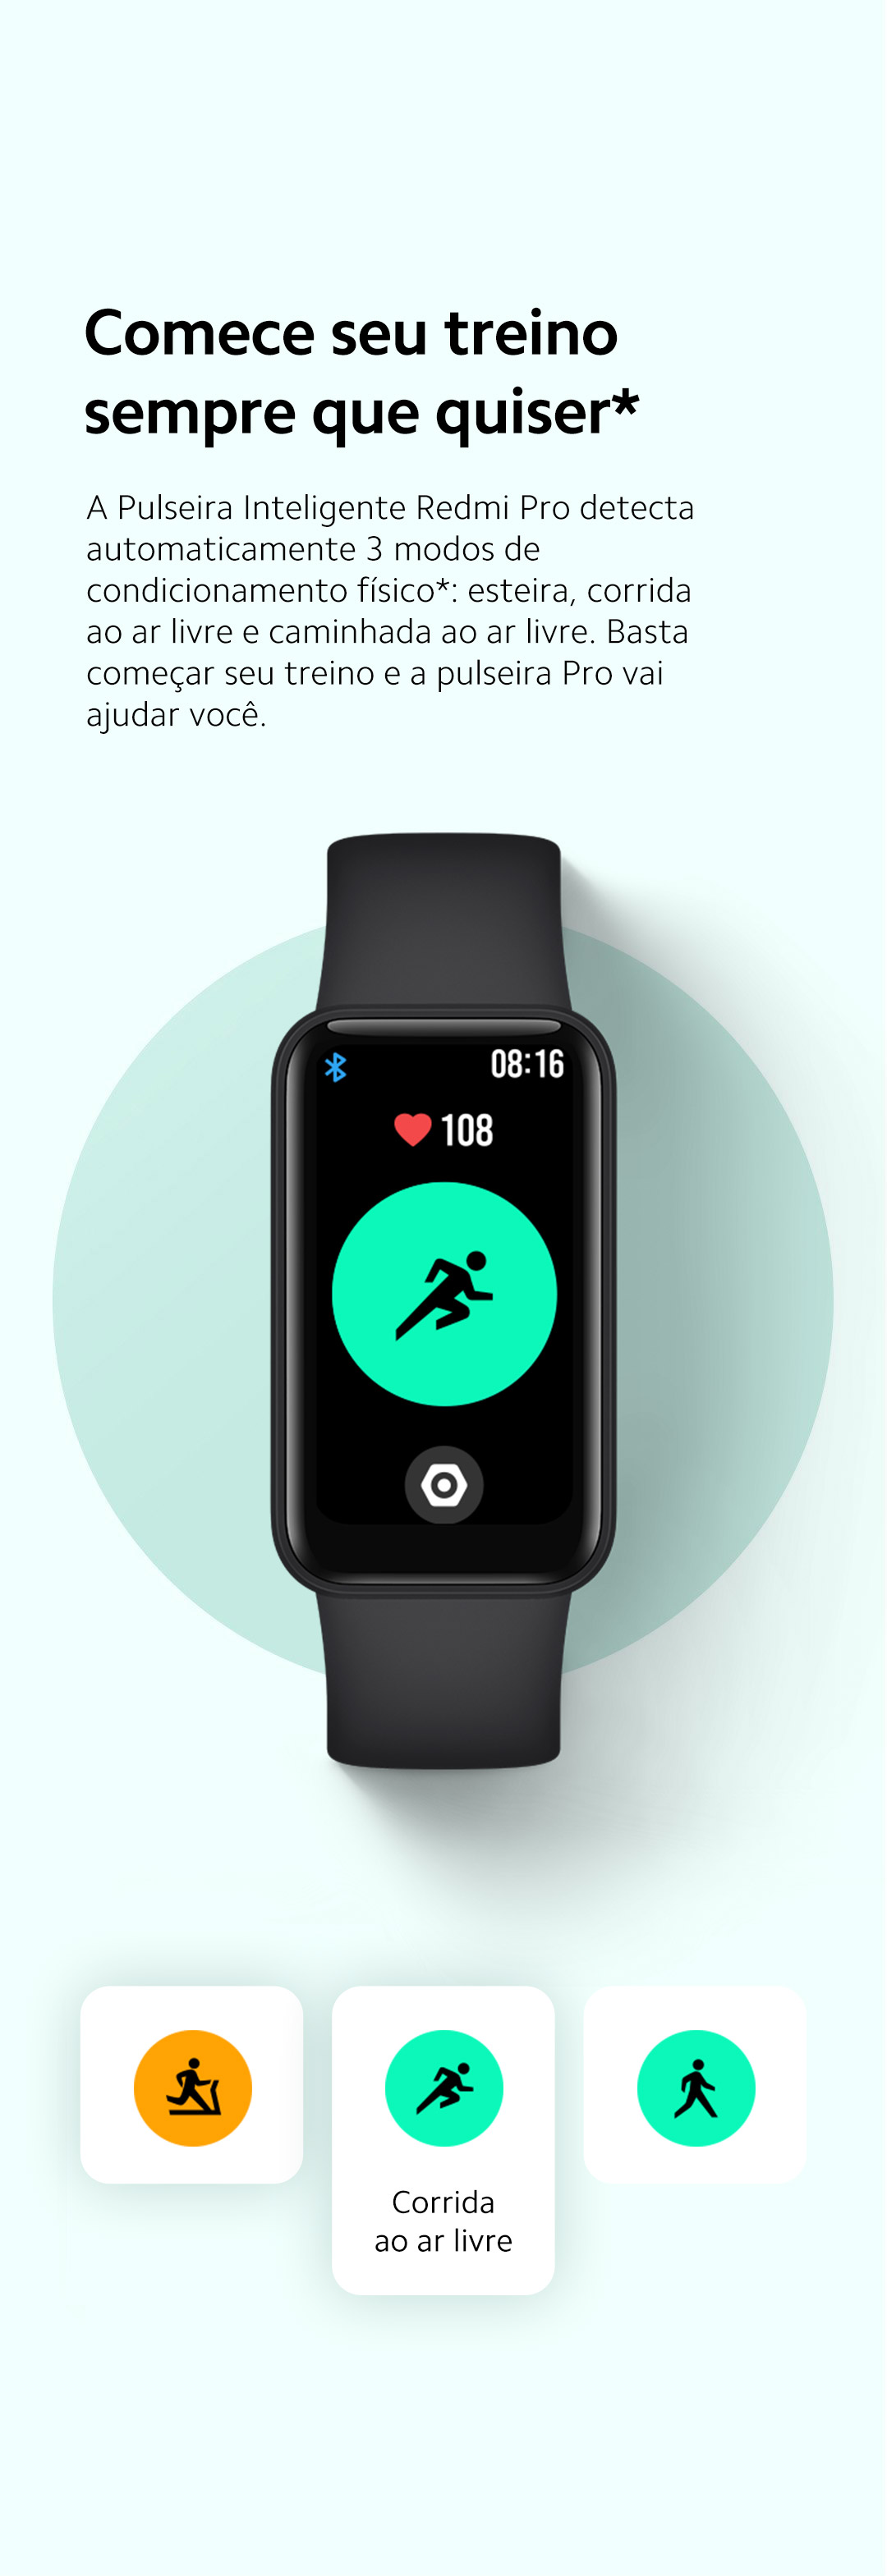 Comece seu treino
sempre que quiser*
A Pulseira Inteligente Redmi Pro detecta
automaticamente 3 modos de
condicionamento físico*: esteira, corrida
ao ar livre e caminhada ao ar livre. Basta
começar seu treino e a pulseira Pro vai
ajudar você.
08:16
108
Corrida
ao ar livre